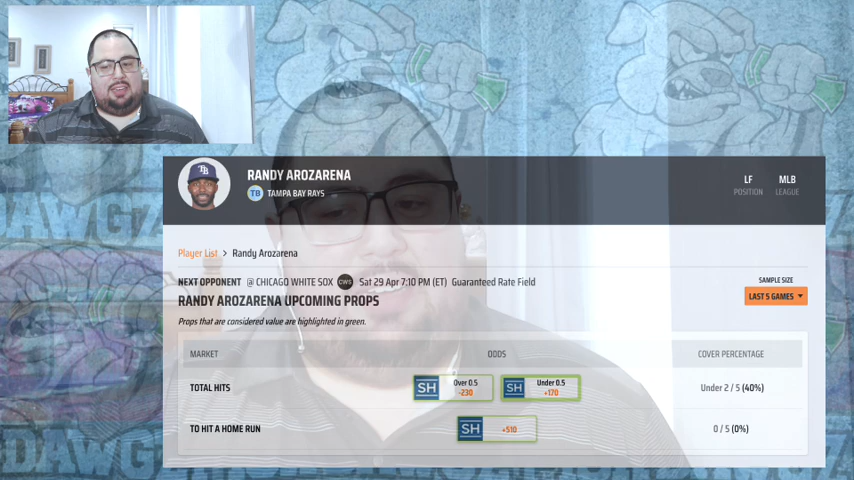 RANDY AROZARENA
TB TAMPA BAY RAYS
LF MLB
POSITION LEAGUE
Player List > Randy Arozarena
NEXT OPPONENT @ CHICAGO WHITE SOX Sat 29 Apr 7:10 PM (ET) Guaranteed Rate Field
SAMPLE SIZE
RANDY AROZARENA UPCOMING PROPS
LAST 5 GAMES
Props that are considered value are highlighted in green.
MARKET ODDS COVER PERCENTAGE
TOTAL HITS SH Over 0.5 -230 SH Under 0.5 +170 Under 2 / 5 (40%)
TO HIT A HOME RUN SH +510 0 / 5 (0%)